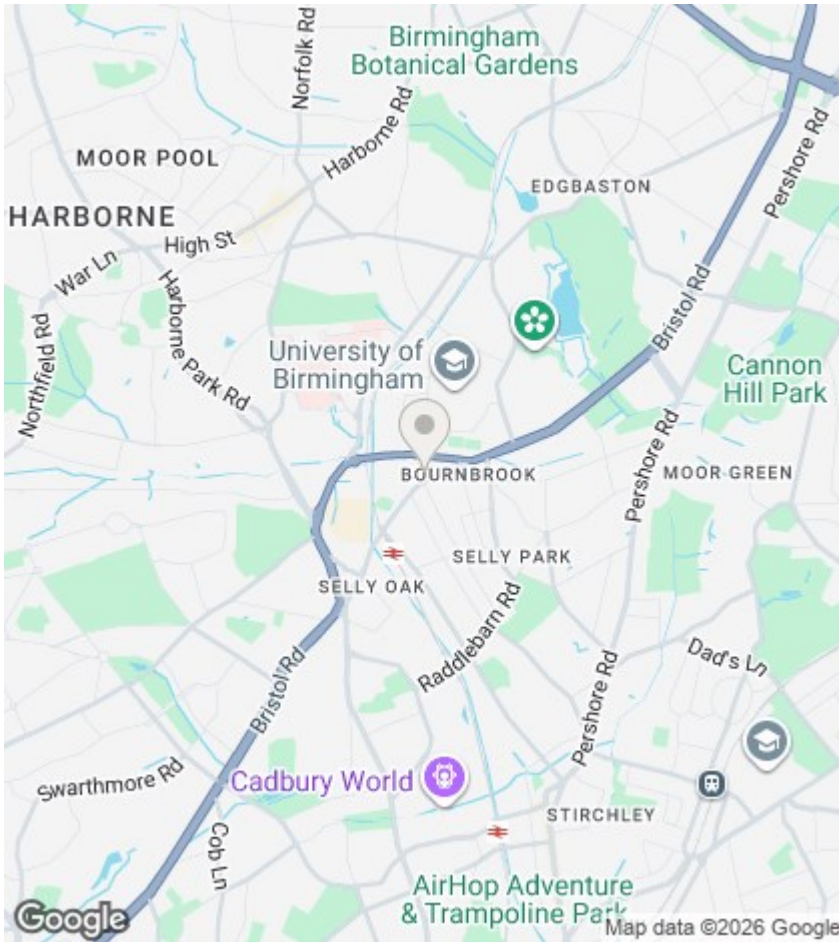 Birmingham
Botanical Gardens
Norfolk Rd
Harborne Rd
Pershore Rd
MOOR POOL
EDGBASTON
HARBORNE
High St
War Ln
Harborne Park Rd
Bristol Rd
Northfield Rd
University of
Birmingham
Cannon
Hill Park
Pershore Rd
BOURNBROOK
MOOR GREEN
SELLY PARK
SELLY OAK
Raddlebarn Rd
Dad's Ln
Bristol Rd
Pershore Rd
Swarthmore Rd
Cadbury World
STIRCHLEY
Cob Ln
AirHop Adventure
& Trampoline Park
Google
Map data ©2026 Google